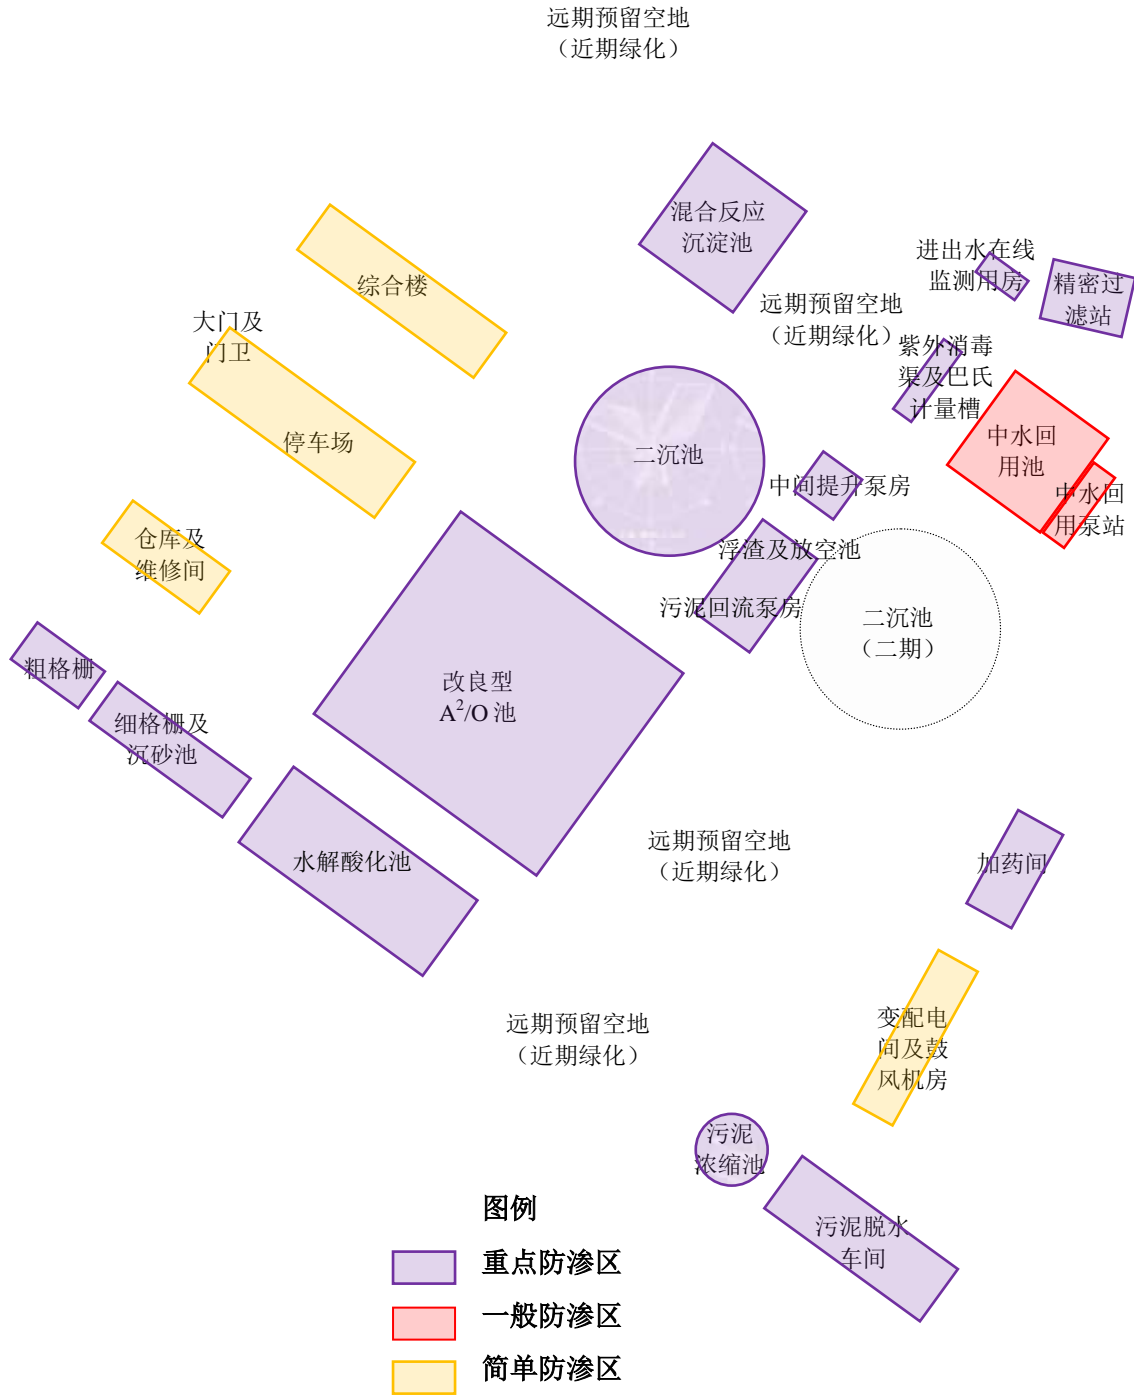 远期预留空地
（近期绿化）
混合反应
沉淀池
进出水在线
监测用房
精密过
滤站
综合楼
远期预留空地
（近期绿化）
大门及
门卫
紫外消毒
渠及巴氏
计量槽
停车场
二沉池
中水回
用池
中间提升泵房
中水回
用泵站
仓库及
维修间
浮渣及放空池
污泥回流泵房
二沉池
（二期）
粗格栅
改良型
A²/O 池
细格栅及
沉砂池
远期预留空地
（近期绿化）
水解酸化池
加药间
远期预留空地
（近期绿化）
变配电
间及鼓
风机房
污泥
浓缩池
污泥脱水
车间
图例
重点防渗区
一般防渗区
简单防渗区